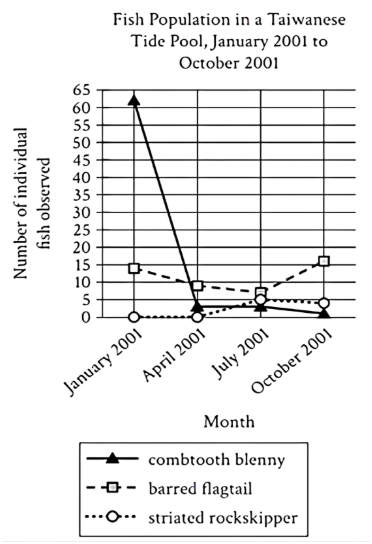 Fish Population in a Taiwanese
Tide Pool, January 2001 to
October 2001
Number of individual
fish observed
65
60
55
50
45
40
35
30
25
20
15
10
5
0
January 2001
April 2001
July 2001
October 2001
Month
combtooth blenny
barred flagtail
striated rockskipper